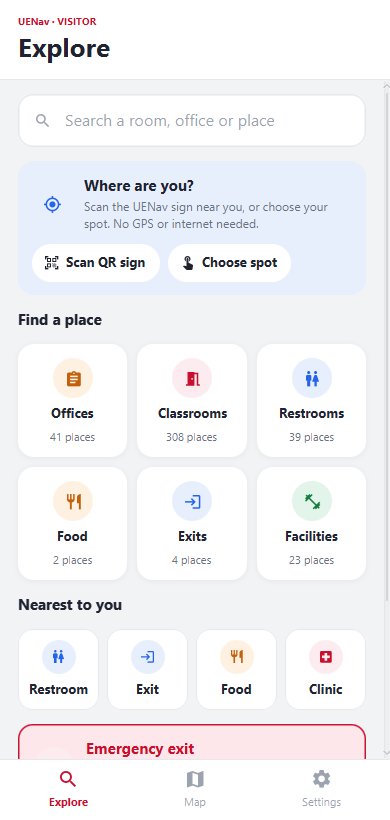 UENav · VISITOR
Explore
Search a room, office or place
Where are you?
Scan the UENav sign near you, or choose your
spot. No GPS or internet needed.
Scan QR sign
Choose spot
Find a place
Offices
41 places
Classrooms
308 places
Restrooms
39 places
Food
2 places
Exits
4 places
Facilities
23 places
Nearest to you
Restroom
Exit
Food
Clinic
Emergency exit
Explore
Map
Settings